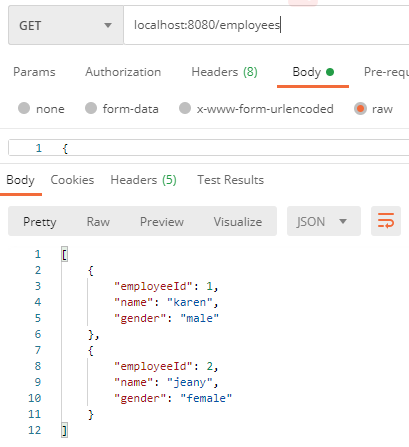 GET localhost:8080/employees
Params Authorization Headers (8) Body Pre-requ
none form-data x-www-form-urlencoded raw
1 {
Body Cookies Headers (5) Test Results
Pretty Raw Preview Visualize JSON
1 [
2 {
3 "employeeId": 1,
4 "name": "karen",
5 "gender": "male"
6 },
7 {
8 "employeeId": 2,
9 "name": "jeany",
10 "gender": "female"
11 }
12 ]